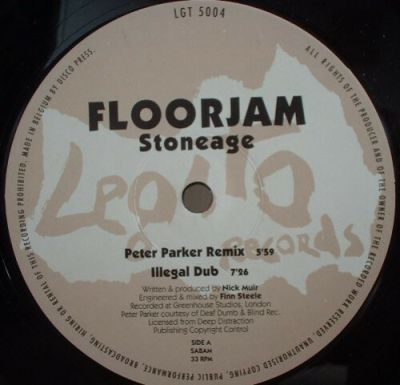 LGT 5004
ALL RIGHTS OF THE PRODUCER AND OF THE OWNER OF THE RECORDED WORK RESERVED. UNAUTHORISED COPYING, PUBLIC PERFORMANCE, BROADCASTING, HIRING OR RENTAL OF THIS RECORDING PROHIBITED. MADE IN BELGIUM BY DISCO PRESS.
FLOORJAM
Stoneage
Legato
records
Peter Parker Remix 5'59
Illegal Dub 7'26
Written & produced by Nick Muir
Engineered & mixed by Finn Steele
Recorded at Greenhouse Studios, London
Peter Parker courtesy of Deaf Dumb & Blind Rec.
Licensed from Deep Distraction
Publishing Copyright Control
SIDE A
SABAM
33 RPM